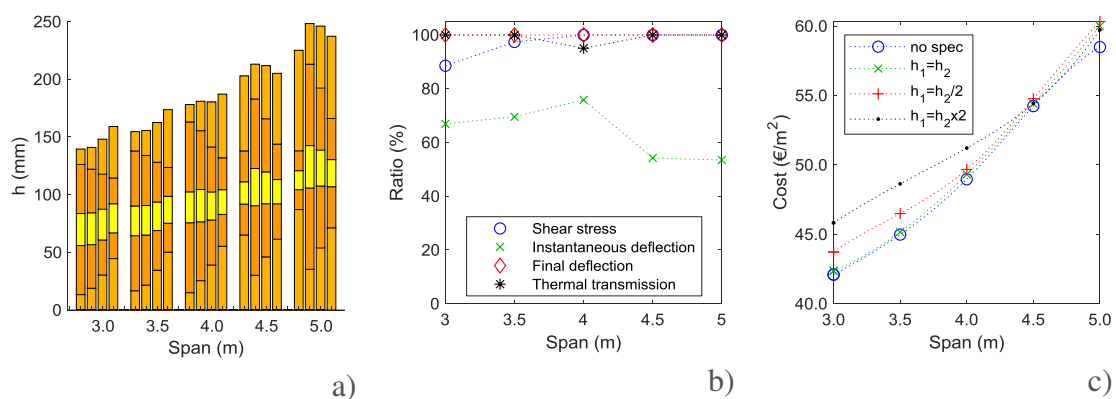 250
200
150
100
50
0
h (mm)
3.0 3.5 4.0 4.5 5.0
Span (m)
a)
100
80
60
40
20
0
Ratio (%)
Shear stress
Instantaneous deflection
Final deflection
Thermal transmission
3 3.5 4 4.5 5
Span (m)
b)
60.0
55.0
50.0
45.0
40.0
Cost (€/m²)
no spec
h₁=h₂
h₁=h₂/2
h₁=h₂x2
3.0 3.5 4.0 4.5 5.0
Span (m)
c)